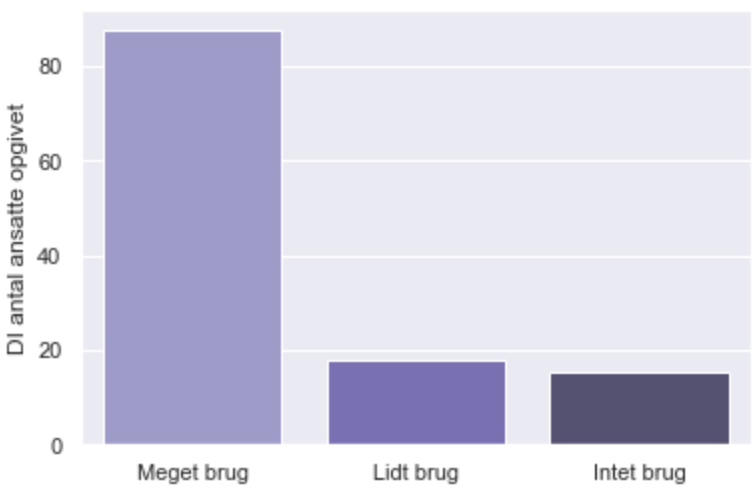 DI antal ansatte opgivet
80
60
40
20
0
Meget brug
Lidt brug
Intet brug